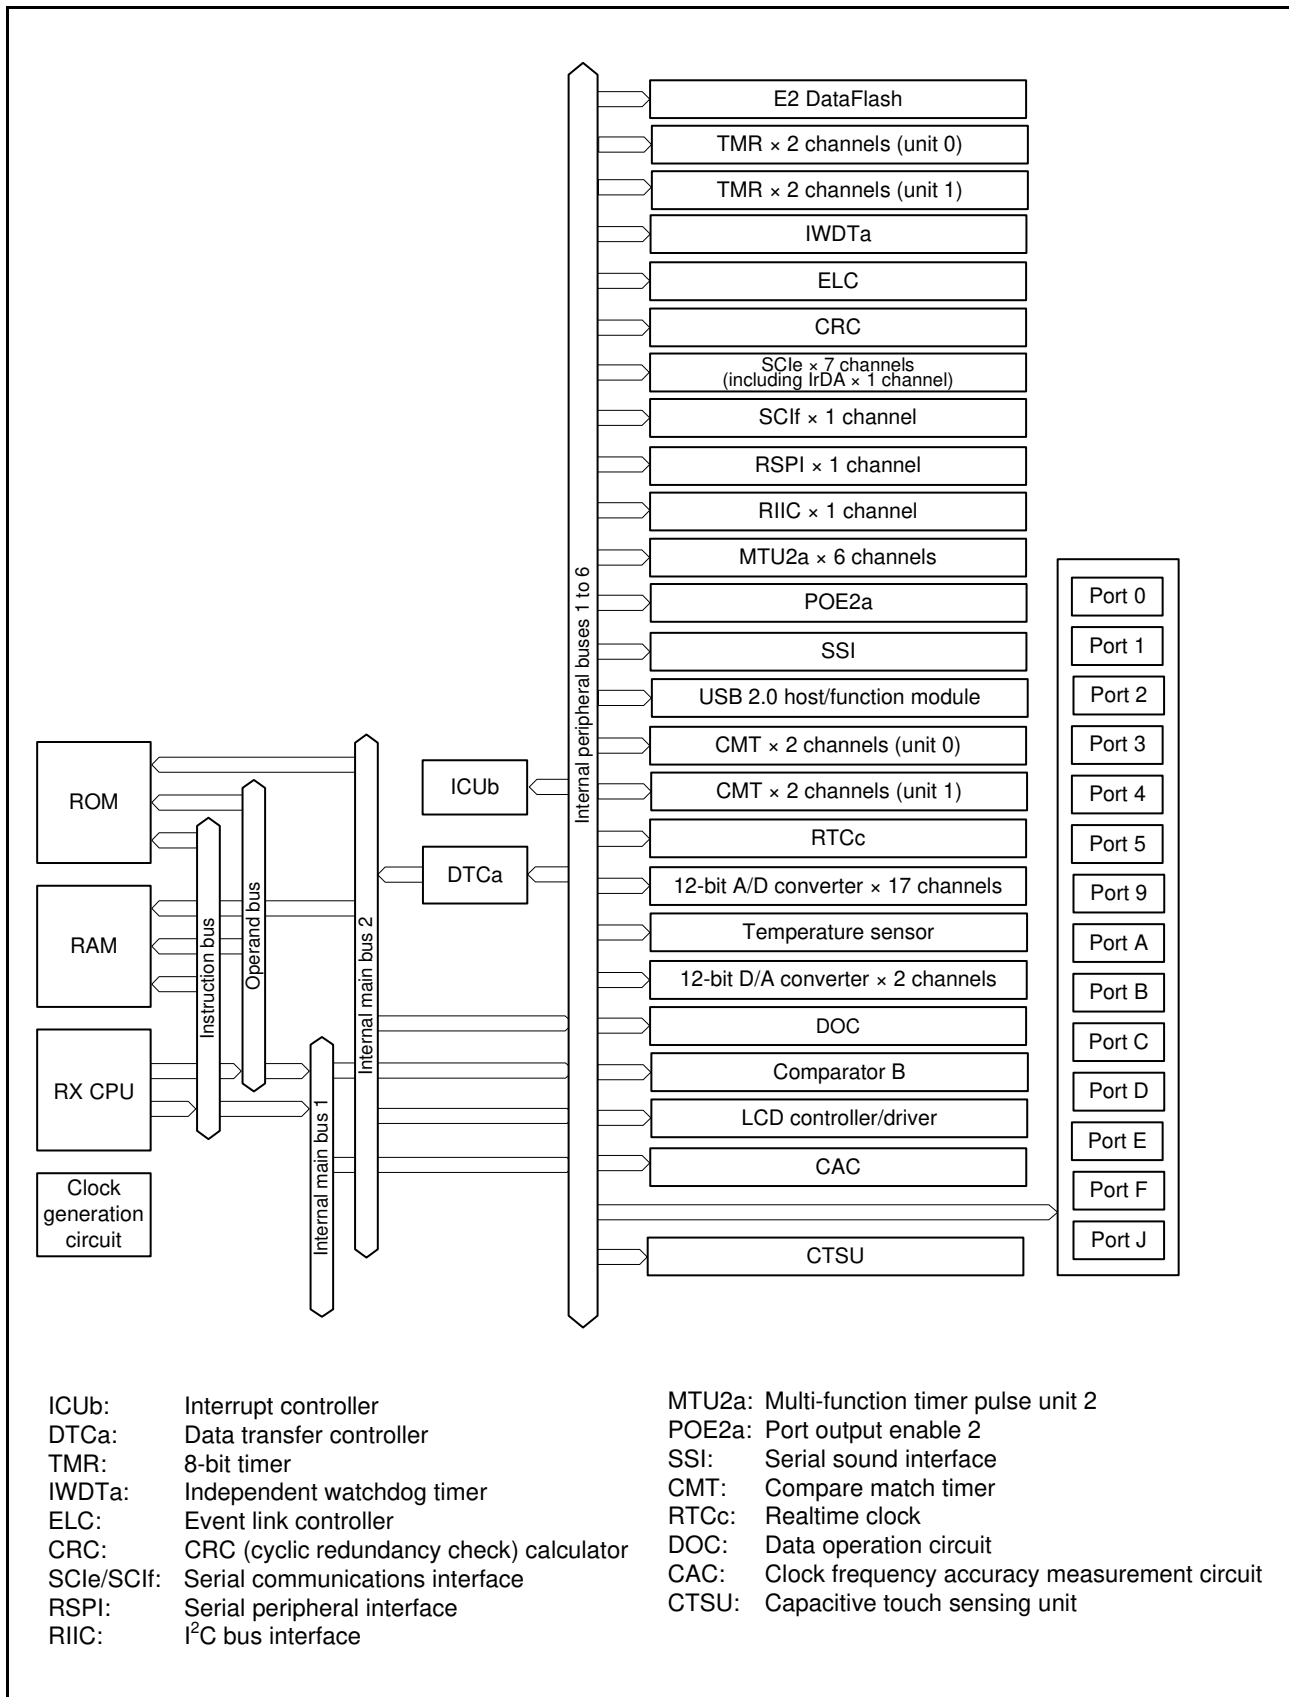 E2 DataFlash
TMR × 2 channels (unit 0)
TMR × 2 channels (unit 1)
IWDTa
ELC
CRC
SCIe × 7 channels
(including IrDA × 1 channel)
SCIf × 1 channel
RSPI × 1 channel
RIIC × 1 channel
MTU2a × 6 channels
POE2a
SSI
USB 2.0 host/function module
CMT × 2 channels (unit 0)
CMT × 2 channels (unit 1)
RTCc
12-bit A/D converter × 17 channels
Temperature sensor
12-bit D/A converter × 2 channels
DOC
Comparator B
LCD controller/driver
CAC
CTSU
Port 0
Port 1
Port 2
Port 3
Port 4
Port 5
Port 9
Port A
Port B
Port C
Port D
Port E
Port F
Port J
Internal peripheral buses 1 to 6
ICUb
DTCa
Internal main bus 2
Internal main bus 1
Operand bus
Instruction bus
ROM
RAM
RX CPU
Clock
generation
circuit
ICUb: Interrupt controller
DTCa: Data transfer controller
TMR: 8-bit timer
IWDTa: Independent watchdog timer
ELC: Event link controller
CRC: CRC (cyclic redundancy check) calculator
SCIe/SCIf: Serial communications interface
RSPI: Serial peripheral interface
RIIC: I²C bus interface
MTU2a: Multi-function timer pulse unit 2
POE2a: Port output enable 2
SSI: Serial sound interface
CMT: Compare match timer
RTCc: Realtime clock
DOC: Data operation circuit
CAC: Clock frequency accuracy measurement circuit
CTSU: Capacitive touch sensing unit